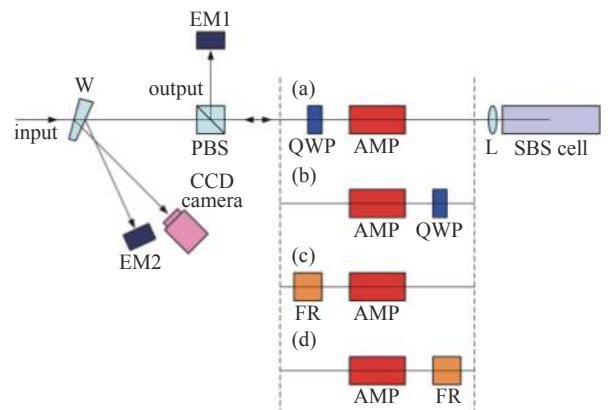 EM1
W
output
(a)
input
PBS
QWP
AMP
L
SBS cell
CCD
camera
(b)
EM2
AMP
QWP
(c)
FR
AMP
(d)
AMP
FR